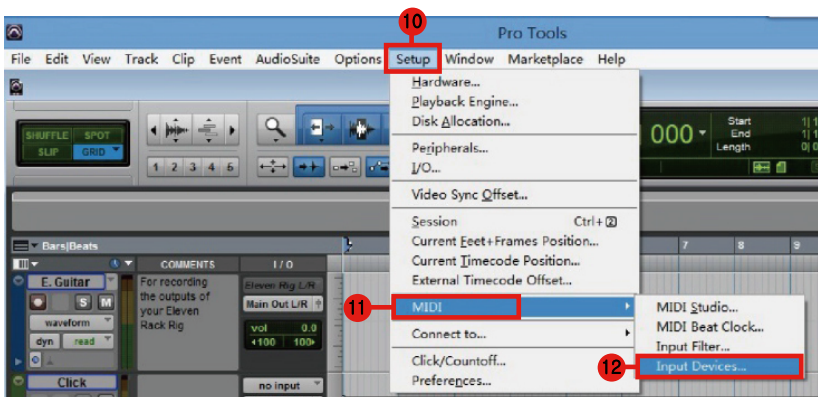 10
Pro Tools
File Edit View Track Clip Event AudioSuite Options Setup Window Marketplace Help
Hardware...
Playback Engine...
Disk Allocation...
Peripherals...
I/O...
Video Sync Offset...
Session Ctrl+2
Current Feet+Frames Position...
Current Timecode Position...
External Timecode Offset...
11
MIDI
Connect to...
Click/Countoff...
Preferences...
MIDI Studio...
MIDI Beat Clock...
Input Filter...
12
Input Devices...
SHUFFLE SPOT
SLIP GRID
1 2 3 4 5
000
Start
End
Length
Bars|Beats
7 8 9
COMMENTS I / O
E. Guitar
S M
waveform
dyn read
For recording
the outputs of
your Eleven
Rack Rig
Eleven Rig L/R
Main Out L/R
vol 0.0
100 100
Click
no input